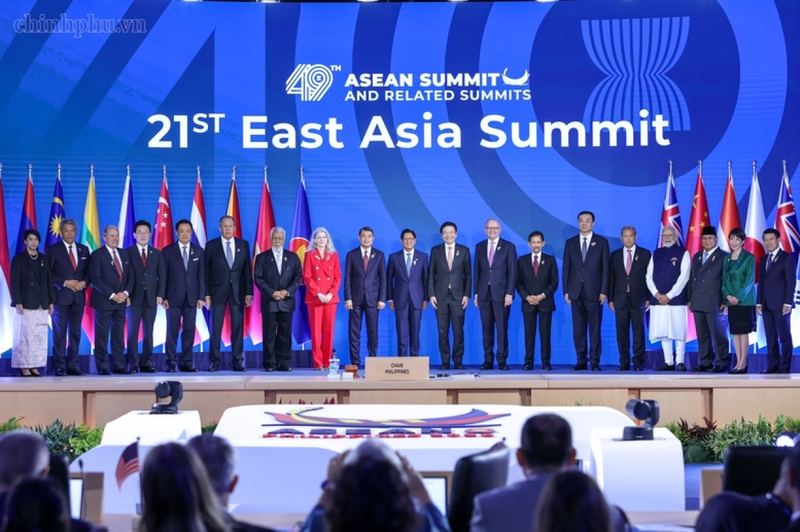 chinhphu.vn
49TH ASEAN SUMMIT
AND RELATED SUMMITS
21ST East Asia Summit
CHAIR
PHILIPPINES